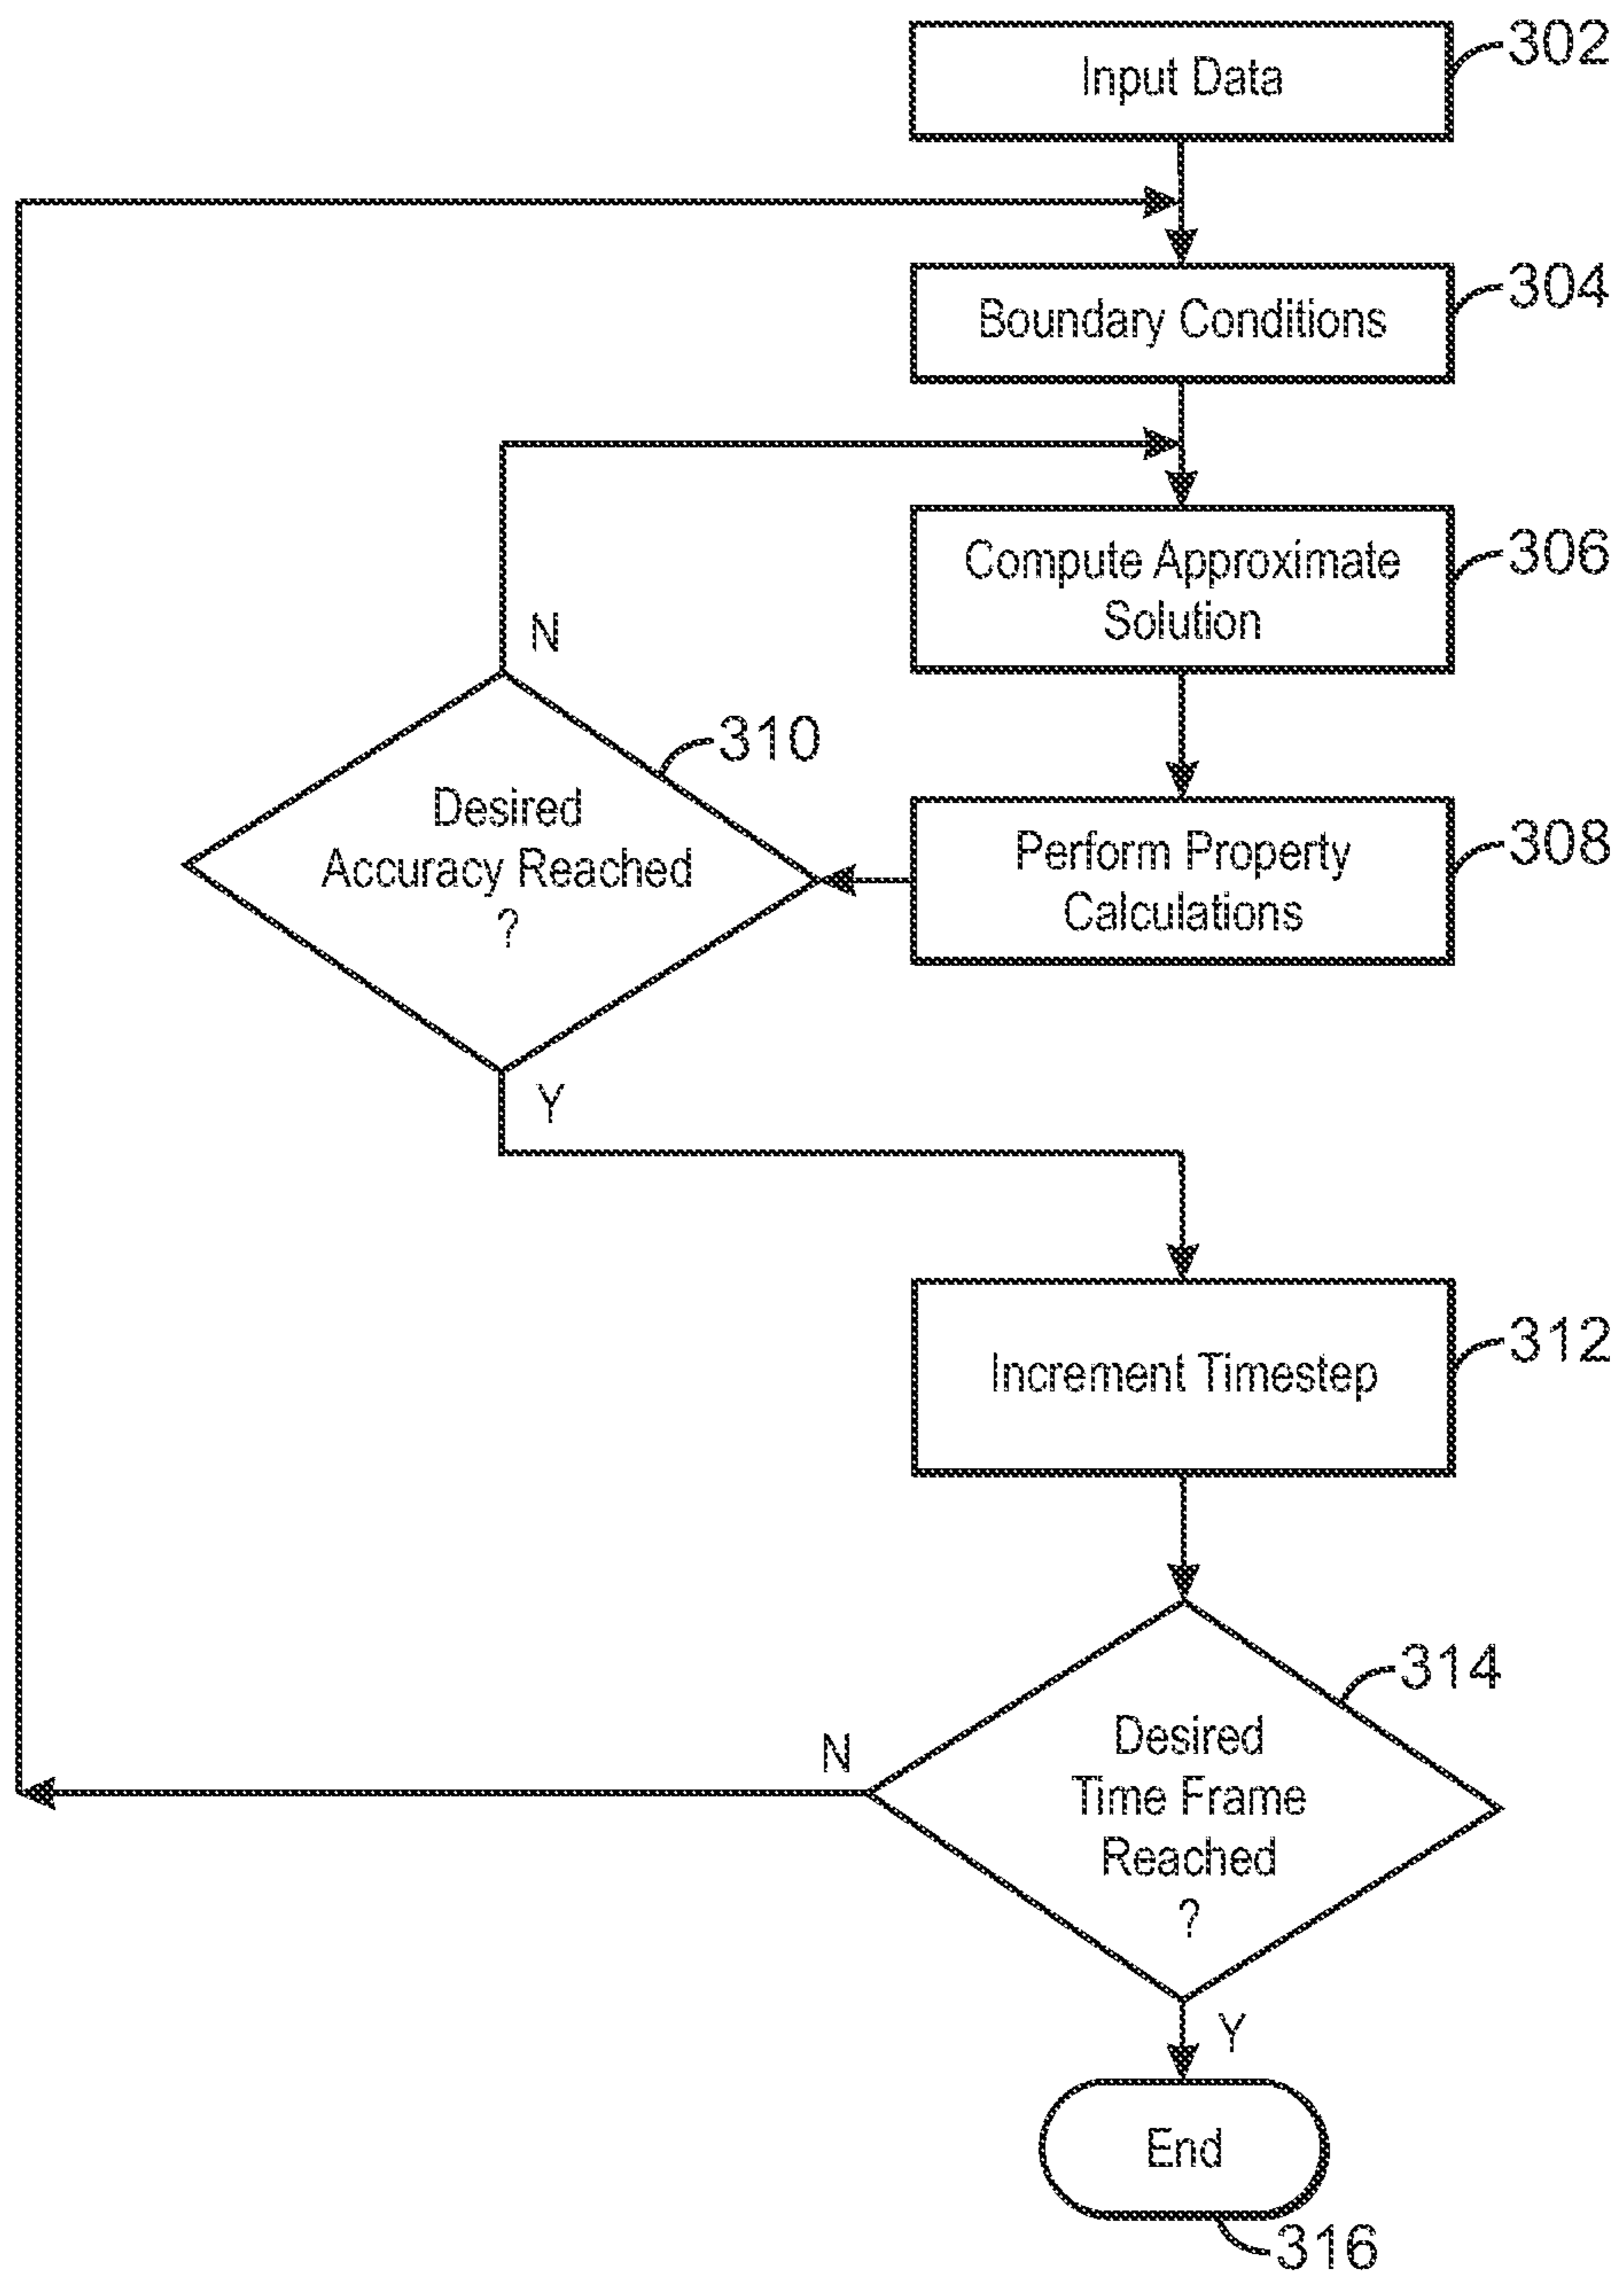 Input Data
302
Boundary Conditions
304
Compute Approximate
Solution
306
N
310
Desired
Accuracy Reached
?
Perform Property
Calculations
308
Y
Increment Timestep
312
314
N
Desired
Time Frame
Reached
?
Y
End
316